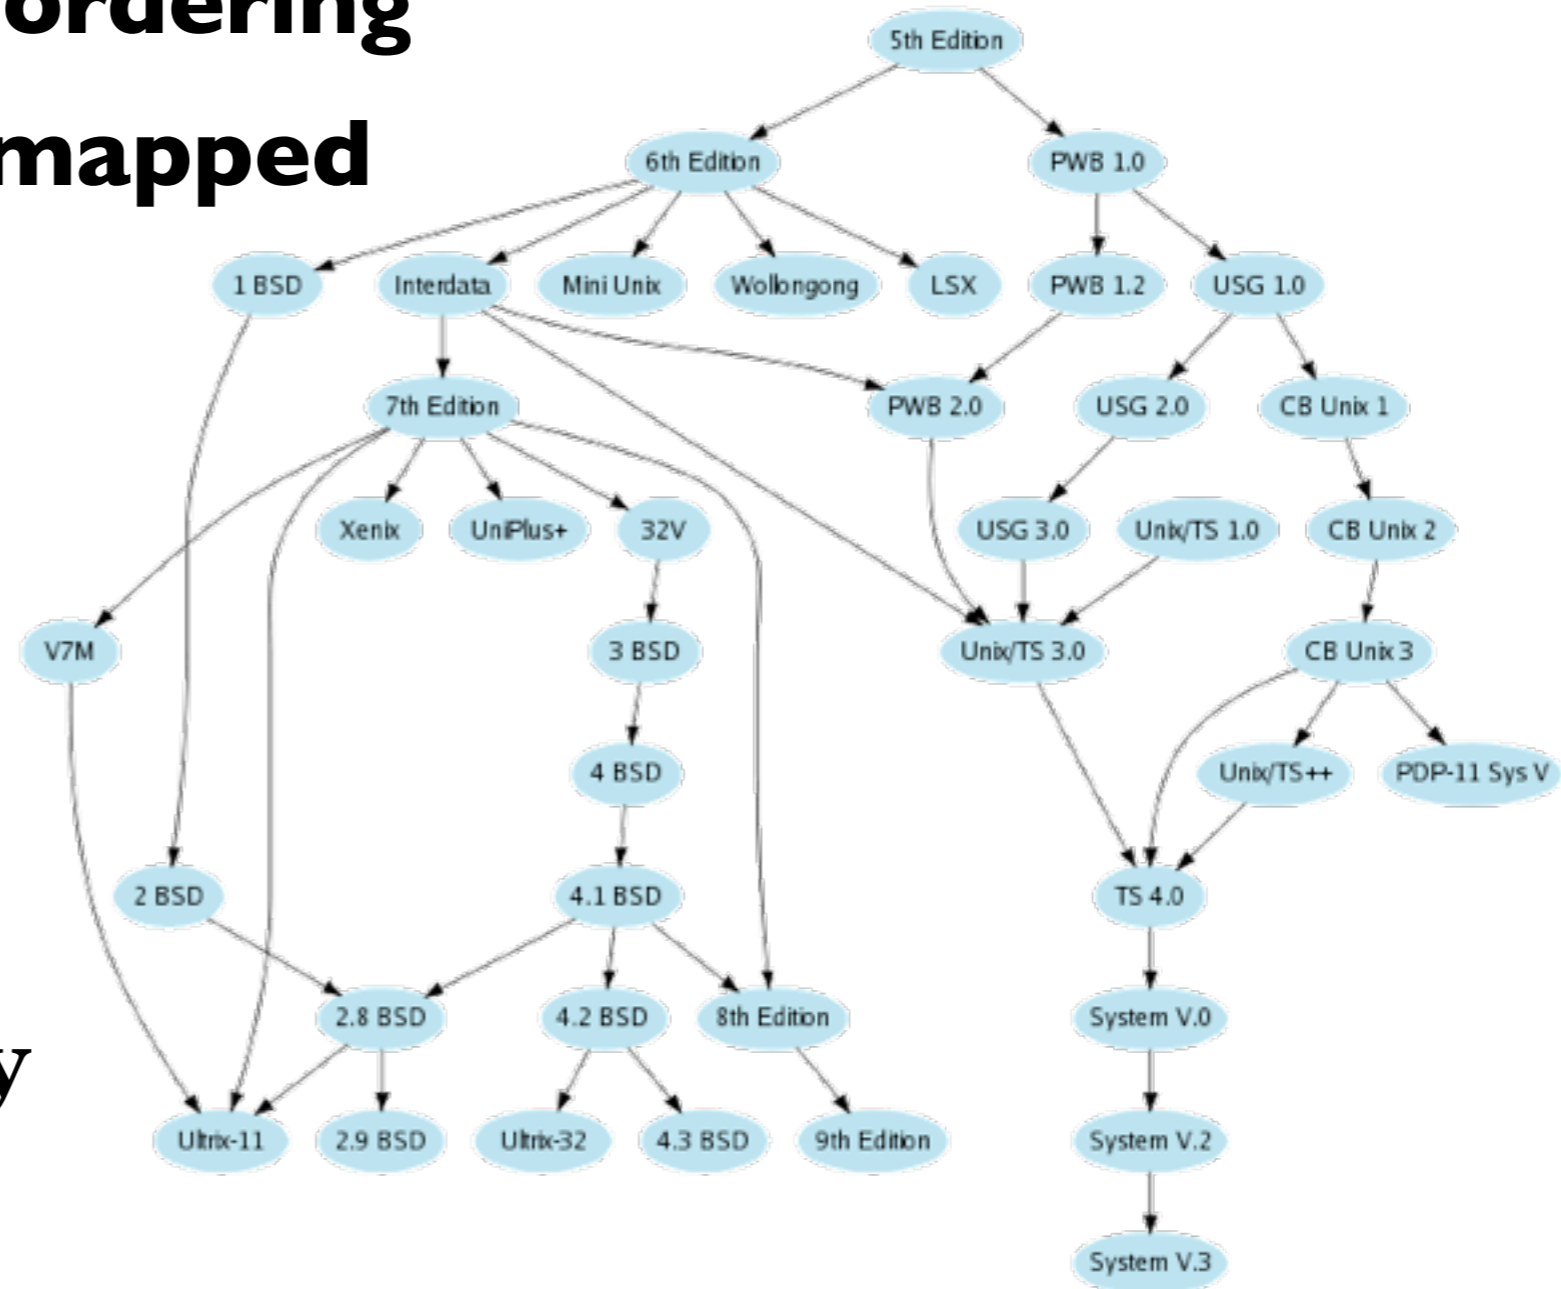 ordering
mapped
y
5th Edition
6th Edition
PWB 1.0
1 BSD
Interdata
Mini Unix
Wollongong
LSX
PWB 1.2
USG 1.0
7th Edition
PWB 2.0
USG 2.0
CB Unix 1
Xenix
UniPlus+
32V
USG 3.0
Unix/TS 1.0
CB Unix 2
V7M
3 BSD
Unix/TS 3.0
CB Unix 3
4 BSD
Unix/TS++
PDP-11 Sys V
2 BSD
4.1 BSD
TS 4.0
2.8 BSD
4.2 BSD
8th Edition
System V.0
Ultrix-11
2.9 BSD
Ultrix-32
4.3 BSD
9th Edition
System V.2
System V.3